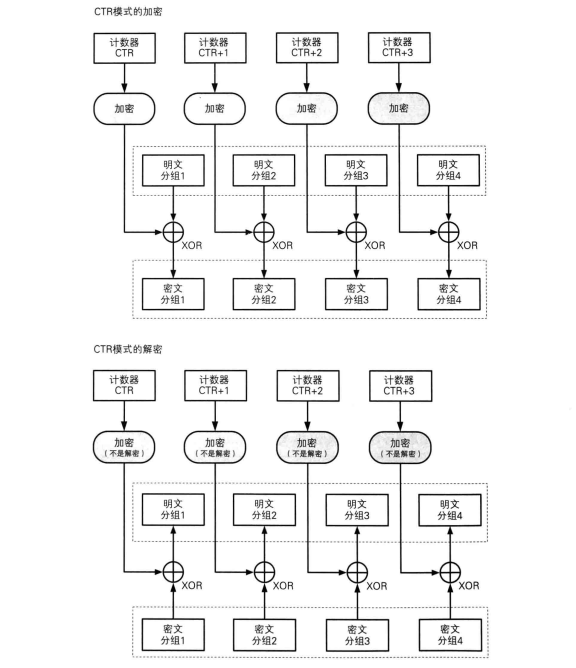 CTR模式的加密
计数器 计数器 计数器 计数器
CTR CTR+1 CTR+2 CTR+3
加密 加密 加密 加密
明文 明文 明文 明文
分组1 分组2 分组3 分组4
XOR XOR XOR XOR
密文 密文 密文 密文
分组1 分组2 分组3 分组4
CTR模式的解密
计数器 计数器 计数器 计数器
CTR CTR+1 CTR+2 CTR+3
加密 加密 加密 加密
(不是解密) (不是解密) (不是解密) (不是解密)
明文 明文 明文 明文
分组1 分组2 分组3 分组4
XOR XOR XOR XOR
密文 密文 密文 密文
分组1 分组2 分组3 分组4